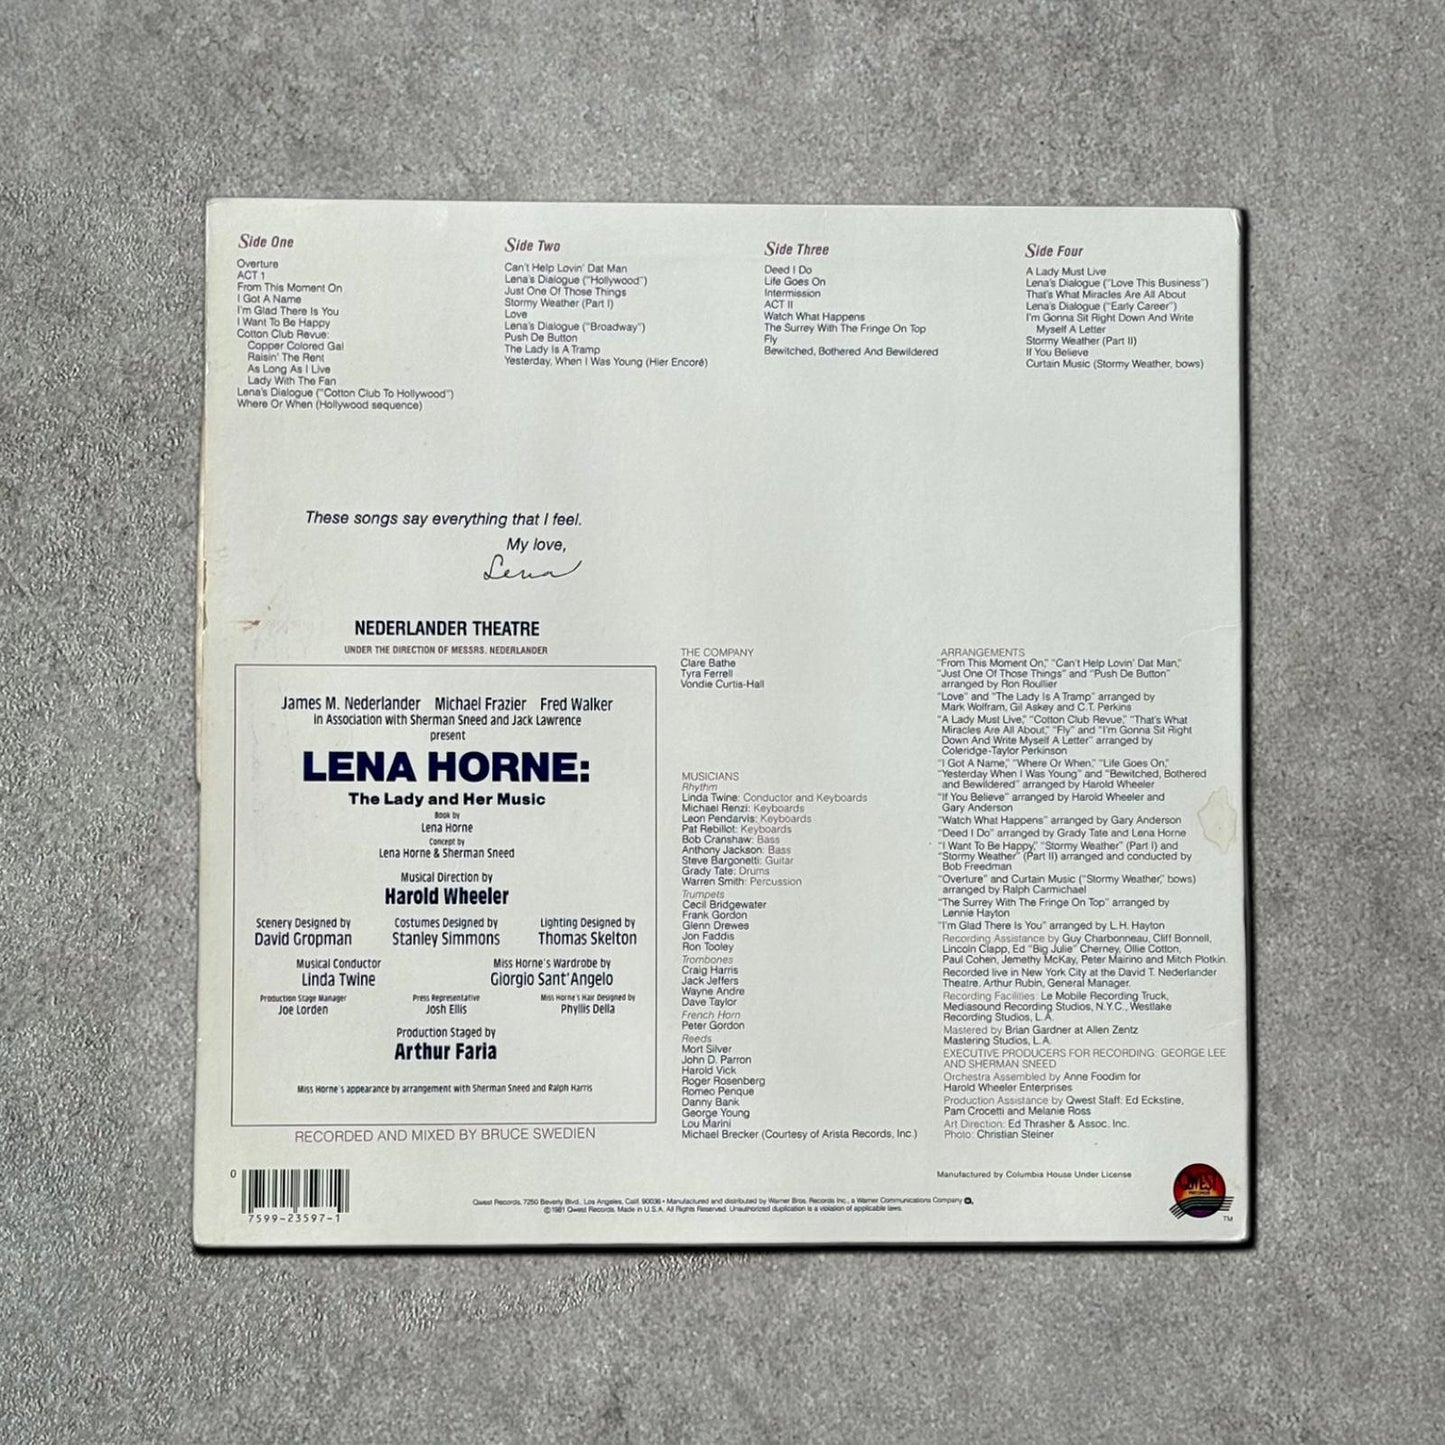 Side One
Overture
ACT 1
From This Moment On
I Got A Name
I'm Glad There Is You
I Want To Be Happy
Cotton Club Revue:
Copper Colored Gal
Raisin' The Rent
As Long As I Live
Lady With The Fan
Lena's Dialogue ("Cotton Club To Hollywood")
Where Or When (Hollywood sequence)
Side Two
Can't Help Lovin' Dat Man
Lena's Dialogue ("Hollywood")
Just One Of Those Things
Stormy Weather (Part I)
Love
Lena's Dialogue ("Broadway")
Push De Button
The Lady Is A Tramp
Yesterday, When I Was Young (Hier Encoré)
Side Three
Deed I Do
Life Goes On
Intermission
ACT II
Watch What Happens
The Surrey With The Fringe On Top
Fly
Bewitched, Bothered And Bewildered
Side Four
A Lady Must Live
Lena's Dialogue ("Love This Business")
That's What Miracles Are All About
Lena's Dialogue ("Early Career")
I'm Gonna Sit Right Down And Write
Myself A Letter
Stormy Weather (Part II)
If You Believe
Curtain Music (Stormy Weather, bows)
These songs say everything that I feel.
My love,
Lena
NEDERLANDER THEATRE
UNDER THE DIRECTION OF MESSRS. NEDERLANDER
James M. Nederlander Michael Frazier Fred Walker
in Association with Sherman Sneed and Jack Lawrence
present
LENA HORNE:
The Lady and Her Music
Book by
Lena Horne
Concept by
Lena Horne & Sherman Sneed
Musical Direction by
Harold Wheeler
Scenery Designed by Costumes Designed by Lighting Designed by
David Gropman Stanley Simmons Thomas Skelton
Musical Conductor Miss Horne's Wardrobe by
Linda Twine Giorgio Sant'Angelo
Production Stage Manager Press Representative Miss Horne's Hair Designed by
Joe Lorden Josh Ellis Phyllis Della
Production Staged by
Arthur Faria
Miss Horne's appearance by arrangement with Sherman Sneed and Ralph Harris
RECORDED AND MIXED BY BRUCE SWEDIEN
THE COMPANY
Clare Bathe
Tyra Ferrell
Vondie Curtis-Hall
MUSICIANS
Rhythm
Linda Twine: Conductor and Keyboards
Michael Renzi: Keyboards
Leon Pendarvis: Keyboards
Pat Rebillot: Keyboards
Bob Cranshaw: Bass
Anthony Jackson: Bass
Steve Bargonetti: Guitar
Grady Tate: Drums
Warren Smith: Percussion
Trumpets
Cecil Bridgewater
Frank Gordon
Glenn Drewes
Jon Faddis
Ron Tooley
Trombones
Craig Harris
Jack Jeffers
Wayne Andre
Dave Taylor
French Horn
Peter Gordon
Reeds
Mort Silver
John D. Parron
Harold Vick
Roger Rosenberg
Romeo Penque
Danny Bank
George Young
Lou Marini
Michael Brecker (Courtesy of Arista Records, Inc.)
ARRANGEMENTS
"From This Moment On," "Can't Help Lovin' Dat Man,"
"Just One Of Those Things" and "Push De Button"
arranged by Ron Roullier
"Love" and "The Lady Is A Tramp" arranged by
Mark Wolfram, Gil Askey and C.T. Perkins
"A Lady Must Live," "Cotton Club Revue," "That's What
Miracles Are All About," "Fly" and "I'm Gonna Sit Right
Down And Write Myself A Letter" arranged by
Coleridge-Taylor Perkinson
"I Got A Name," "Where Or When," "Life Goes On,"
"Yesterday When I Was Young" and "Bewitched, Bothered
and Bewildered" arranged by Harold Wheeler
"If You Believe" arranged by Harold Wheeler and
Gary Anderson
"Watch What Happens" arranged by Gary Anderson
"Deed I Do" arranged by Grady Tate and Lena Horne
"I Want To Be Happy," "Stormy Weather" (Part I) and
"Stormy Weather" (Part II) arranged and conducted by
Bob Freedman
"Overture" and Curtain Music ("Stormy Weather," bows)
arranged by Ralph Carmichael
"The Surrey With The Fringe On Top" arranged by
Lennie Hayton
"I'm Glad There Is You" arranged by L.H. Hayton
Recording Assistance by Guy Charbonneau, Cliff Bonnell,
Lincoln Clapp, Ed "Big Julie" Cherney, Ollie Cotton,
Paul Cohen, Jemethy McKay, Peter Mairino and Mitch Plotkin.
Recorded live in New York City at the David T. Nederlander
Theatre. Arthur Rubin, General Manager.
Recording Facilities: Le Mobile Recording Truck,
Mediasound Recording Studios, N.Y.C., Westlake
Recording Studios, L.A.
Mastered by Brian Gardner at Allen Zentz
Mastering Studios, L.A.
EXECUTIVE PRODUCERS FOR RECORDING: GEORGE LEE
AND SHERMAN SNEED
Orchestra Assembled by Anne Foodim for
Harold Wheeler Enterprises
Production Assistance by Qwest Staff: Ed Eckstine,
Pam Crocetti and Melanie Ross
Art Direction: Ed Thrasher & Assoc. Inc.
Photo: Christian Steiner
Manufactured by Columbia House Under License
0
7599-23597-1
Qwest Records, 7250 Beverly Blvd., Los Angeles, Calif. 90036 • Manufactured and distributed by Warner Bros. Records Inc., a Warner Communications Company
©1981 Qwest Records. Made in U.S.A. All Rights Reserved. Unauthorized duplication is a violation of applicable laws.
QWEST
RECORDS
TM